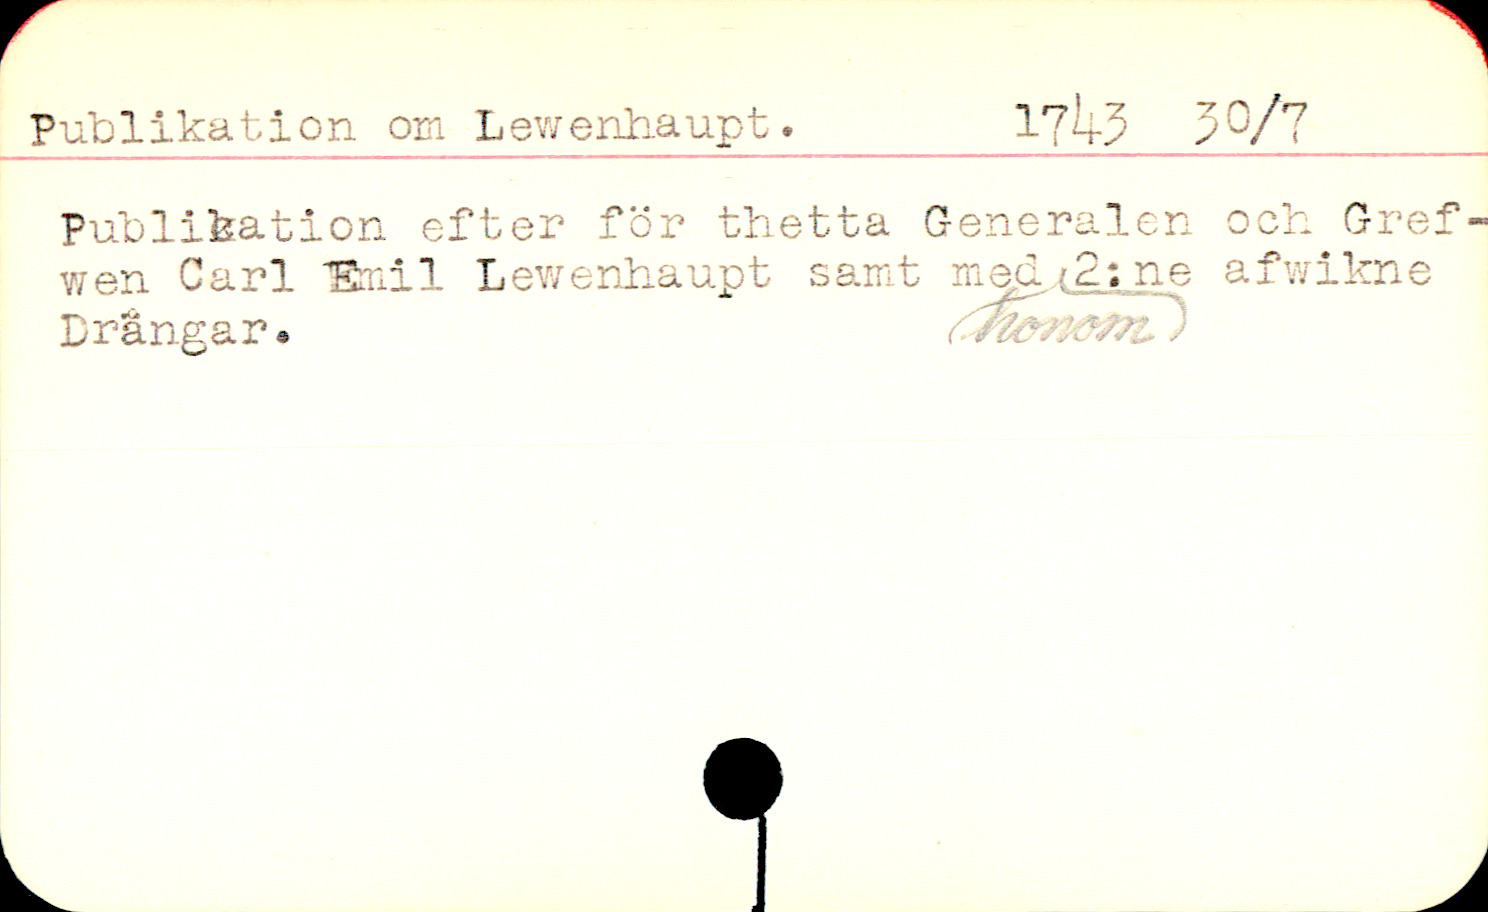 Publikation om Lewenhaupt. 1743 30/7
Publikation efter för thetta Generalen och Gref-
wen Carl Emil Lewenhaupt samt med 2:ne afwikne
honom
Drängar.